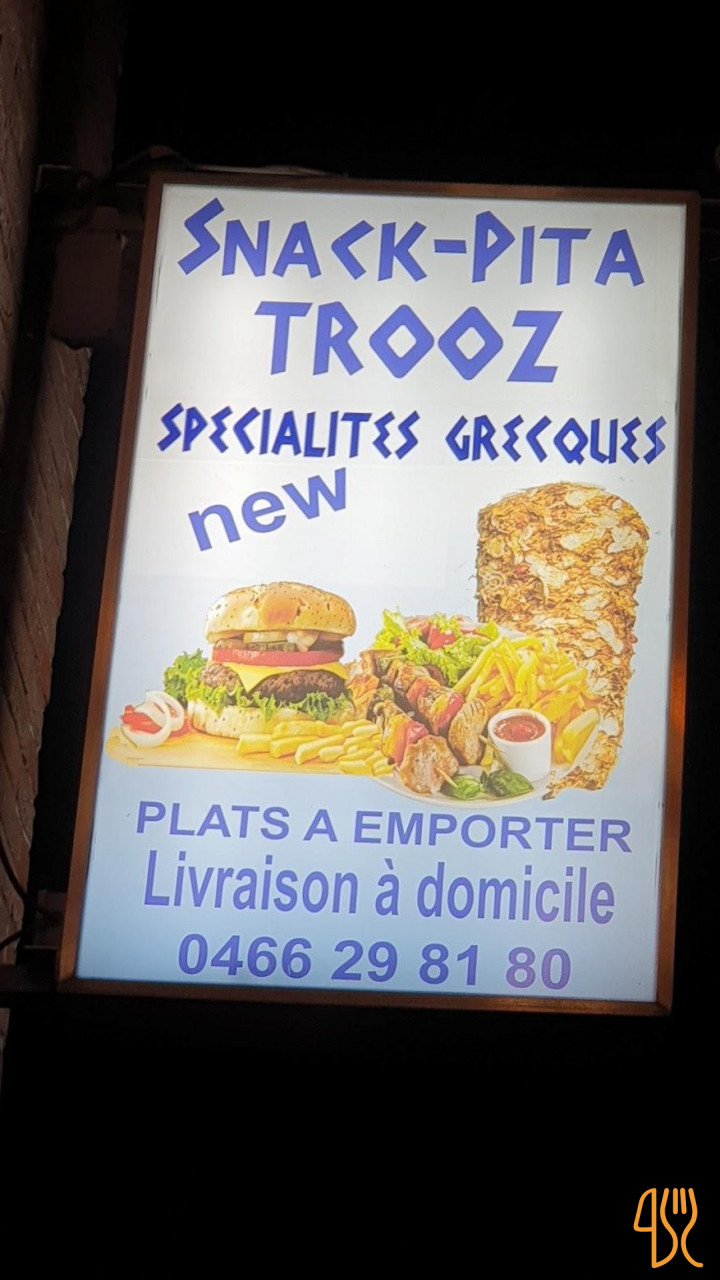 SNACK-PITA
TROOZ
SPECIALITES GRECQUES
new
PLATS A EMPORTER
Livraison à domicile
0466 29 81 80